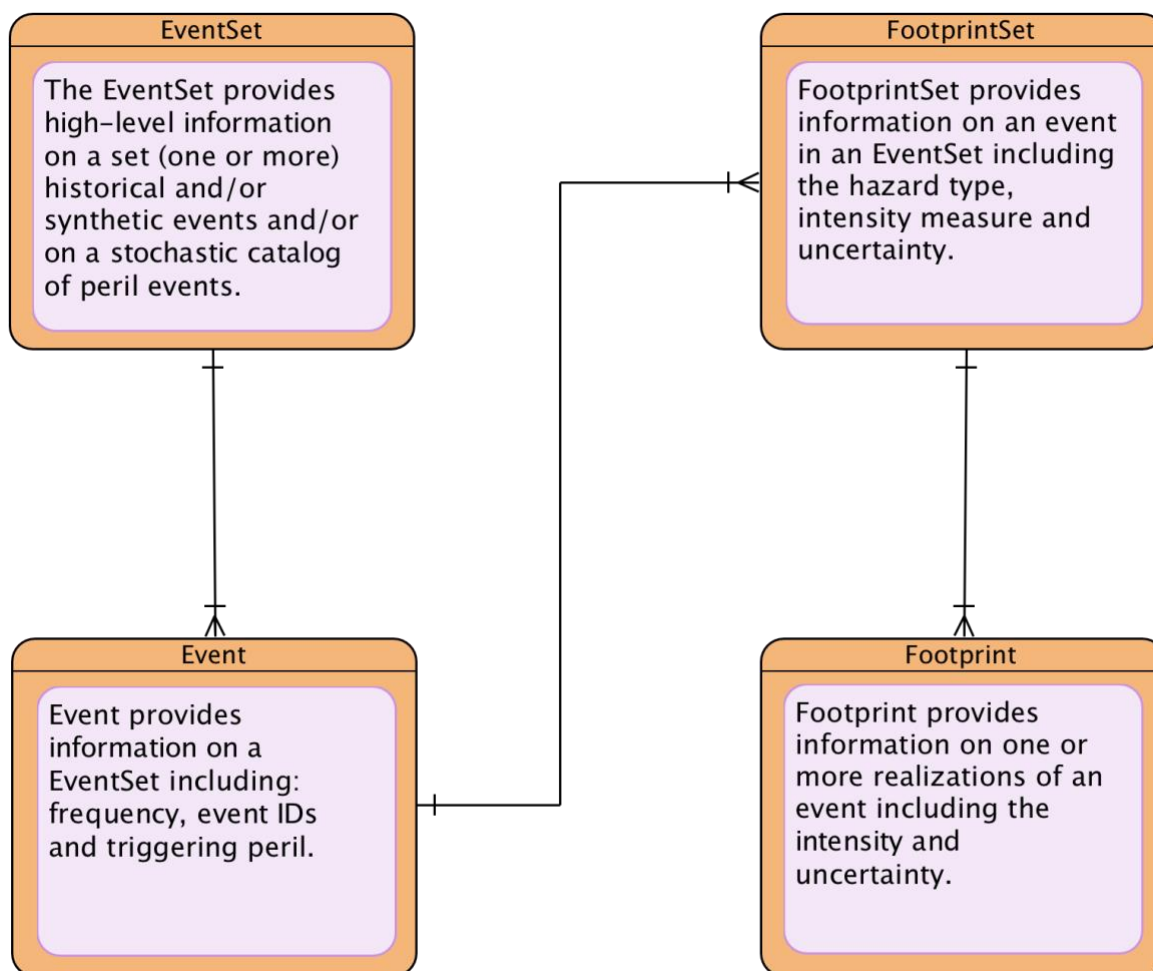 EventSet
The EventSet provides
high-level information
on a set (one or more)
historical and/or
synthetic events and/or
on a stochastic catalog
of peril events.
FootprintSet
FootprintSet provides
information on an event
in an EventSet including
the hazard type,
intensity measure and
uncertainty.
Event
Event provides
information on a
EventSet including:
frequency, event IDs
and triggering peril.
Footprint
Footprint provides
information on one or
more realizations of an
event including the
intensity and
uncertainty.